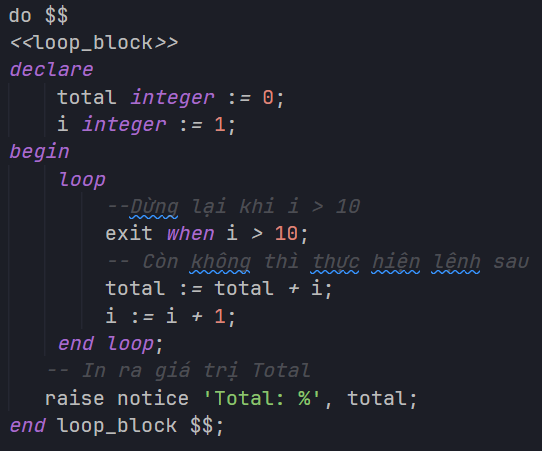 do $$
<<loop_block>>
declare
total integer := 0;
i integer := 1;
begin
loop
--Dừng lại khi i > 10
exit when i > 10;
-- Còn không thì thực hiện lệnh sau
total := total + i;
i := i + 1;
end loop;
-- In ra giá trị Total
raise notice 'Total: %', total;
end loop_block $$;